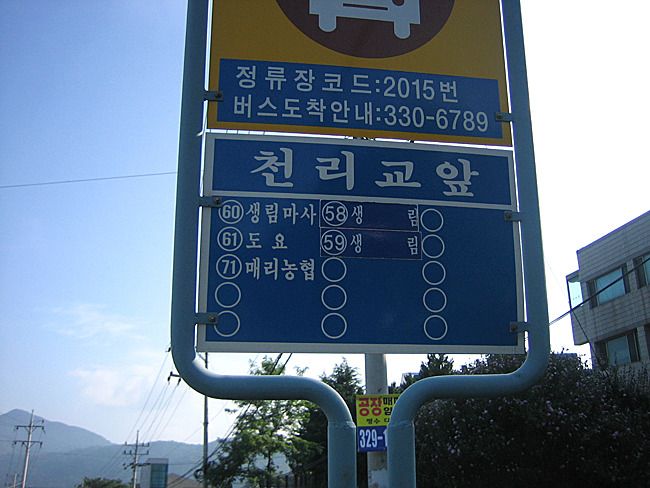 정류장코드:2015번
버스도착안내:330-6789
천리교앞
60 생림마사 58 생 림
61 도 요 59 생 림
71 매리농협
공장매매
329-1